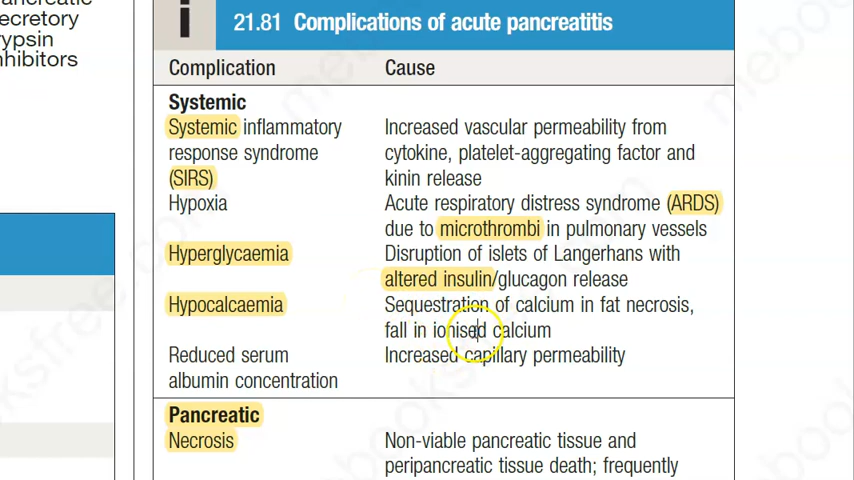 secretory
trypsin
inhibitors
i 21.81 Complications of acute pancreatitis
Complication Cause
Systemic
Systemic inflammatory Increased vascular permeability from
response syndrome cytokine, platelet-aggregating factor and
(SIRS) kinin release
Hypoxia Acute respiratory distress syndrome (ARDS)
due to microthrombi in pulmonary vessels
Hyperglycaemia Disruption of islets of Langerhans with
altered insulin/glucagon release
Hypocalcaemia Sequestration of calcium in fat necrosis,
fall in ionised calcium
Reduced serum Increased capillary permeability
albumin concentration
Pancreatic
Necrosis Non-viable pancreatic tissue and
peripancreatic tissue death; frequently